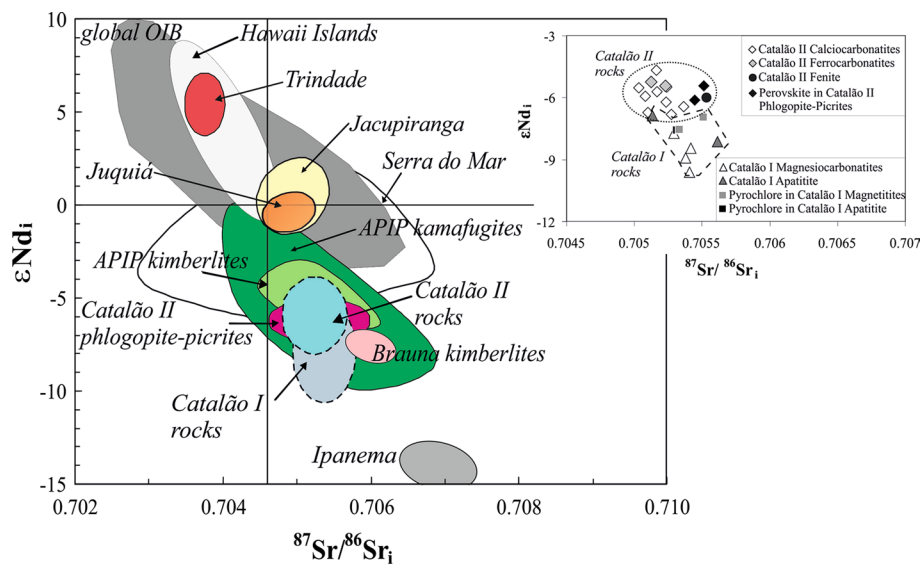 10
5
0
-5
-10
-15
εNdi
global OIB
Hawaii Islands
Trindade
Jacupiranga
Juquiá
Serra do Mar
APIP kamafugites
APIP kimberlites
Catalão II
rocks
Catalão II
phlogopite-picrites
Brauna kimberlites
Catalão I
rocks
Ipanema
0.702
0.704
0.706
0.708
0.710
⁸⁷Sr/⁸⁶Sri
-3
-6
-9
-12
εNdi
Catalão II
rocks
Catalão I
rocks
Catalão II Calciocarbonatites
Catalão II Ferrocarbonatites
Catalão II Fenite
Perovskite in Catalão II
Phlogopite-Picrites
Catalão I Magnesiocarbonatites
Catalão I Apatitite
Pyrochlore in Catalão I Magnetitites
Pyrochlore in Catalão I Apatitite
0.7045
0.705
0.7055
0.706
0.7065
0.707
⁸⁷Sr/ ⁸⁶Sri